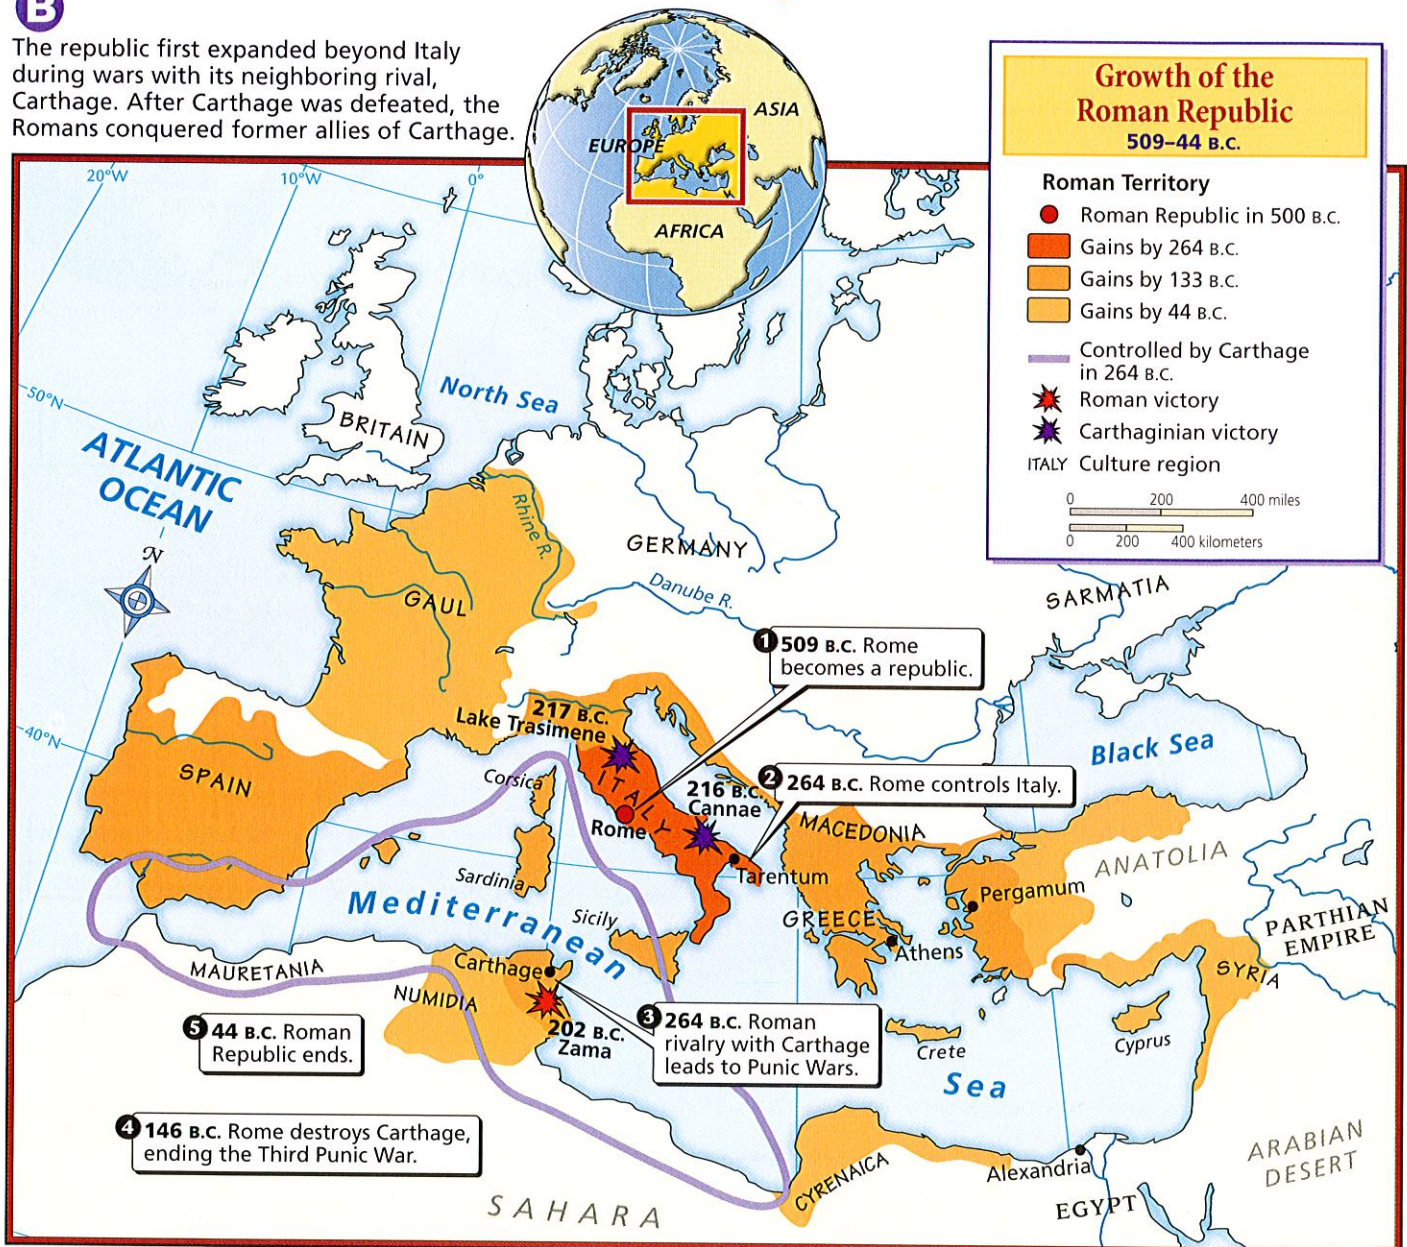 B
The republic first expanded beyond Italy
during wars with its neighboring rival,
Carthage. After Carthage was defeated, the
Romans conquered former allies of Carthage.
EUROPE
ASIA
AFRICA
Growth of the
Roman Republic
509–44 B.C.
Roman Territory
Roman Republic in 500 B.C.
Gains by 264 B.C.
Gains by 133 B.C.
Gains by 44 B.C.
Controlled by Carthage
in 264 B.C.
Roman victory
Carthaginian victory
ITALY Culture region
0 200 400 miles
0 200 400 kilometers
20°W
10°W
0°
50°N
40°N
North Sea
BRITAIN
ATLANTIC
OCEAN
N
Rhine R.
GERMANY
Danube R.
GAUL
SARMATIA
1 509 B.C. Rome
becomes a republic.
217 B.C.
Lake Trasimene
Black Sea
SPAIN
Corsica
ITALY
216 B.C.
Cannae
2 264 B.C. Rome controls Italy.
Rome
MACEDONIA
ANATOLIA
Tarentum
Sardinia
Pergamum
Mediterranean
Sea
Sicily
GREECE
Athens
PARTHIAN
EMPIRE
SYRIA
Carthage
MAURETANIA
NUMIDIA
202 B.C.
Zama
3 264 B.C. Roman
rivalry with Carthage
leads to Punic Wars.
5 44 B.C. Roman
Republic ends.
Crete
Cyprus
4 146 B.C. Rome destroys Carthage,
ending the Third Punic War.
CYRENAICA
Alexandria
EGYPT
ARABIAN
DESERT
SAHARA